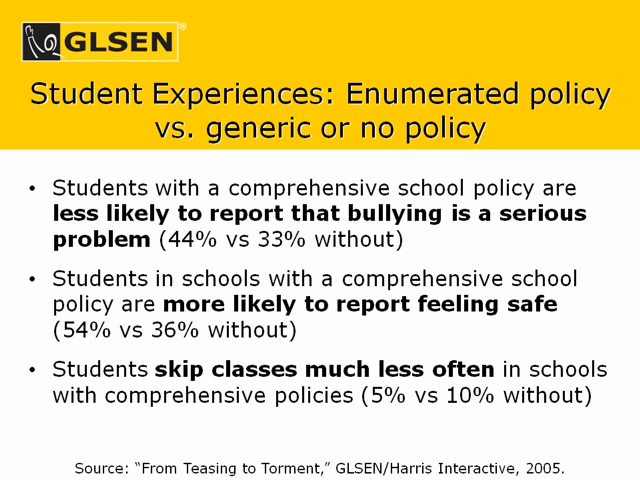 GLSEN®
Student Experiences: Enumerated policy
vs. generic or no policy
• Students with a comprehensive school policy are
less likely to report that bullying is a serious
problem (44% vs 33% without)
• Students in schools with a comprehensive school
policy are more likely to report feeling safe
(54% vs 36% without)
• Students skip classes much less often in schools
with comprehensive policies (5% vs 10% without)
Source: “From Teasing to Torment,” GLSEN/Harris Interactive, 2005.